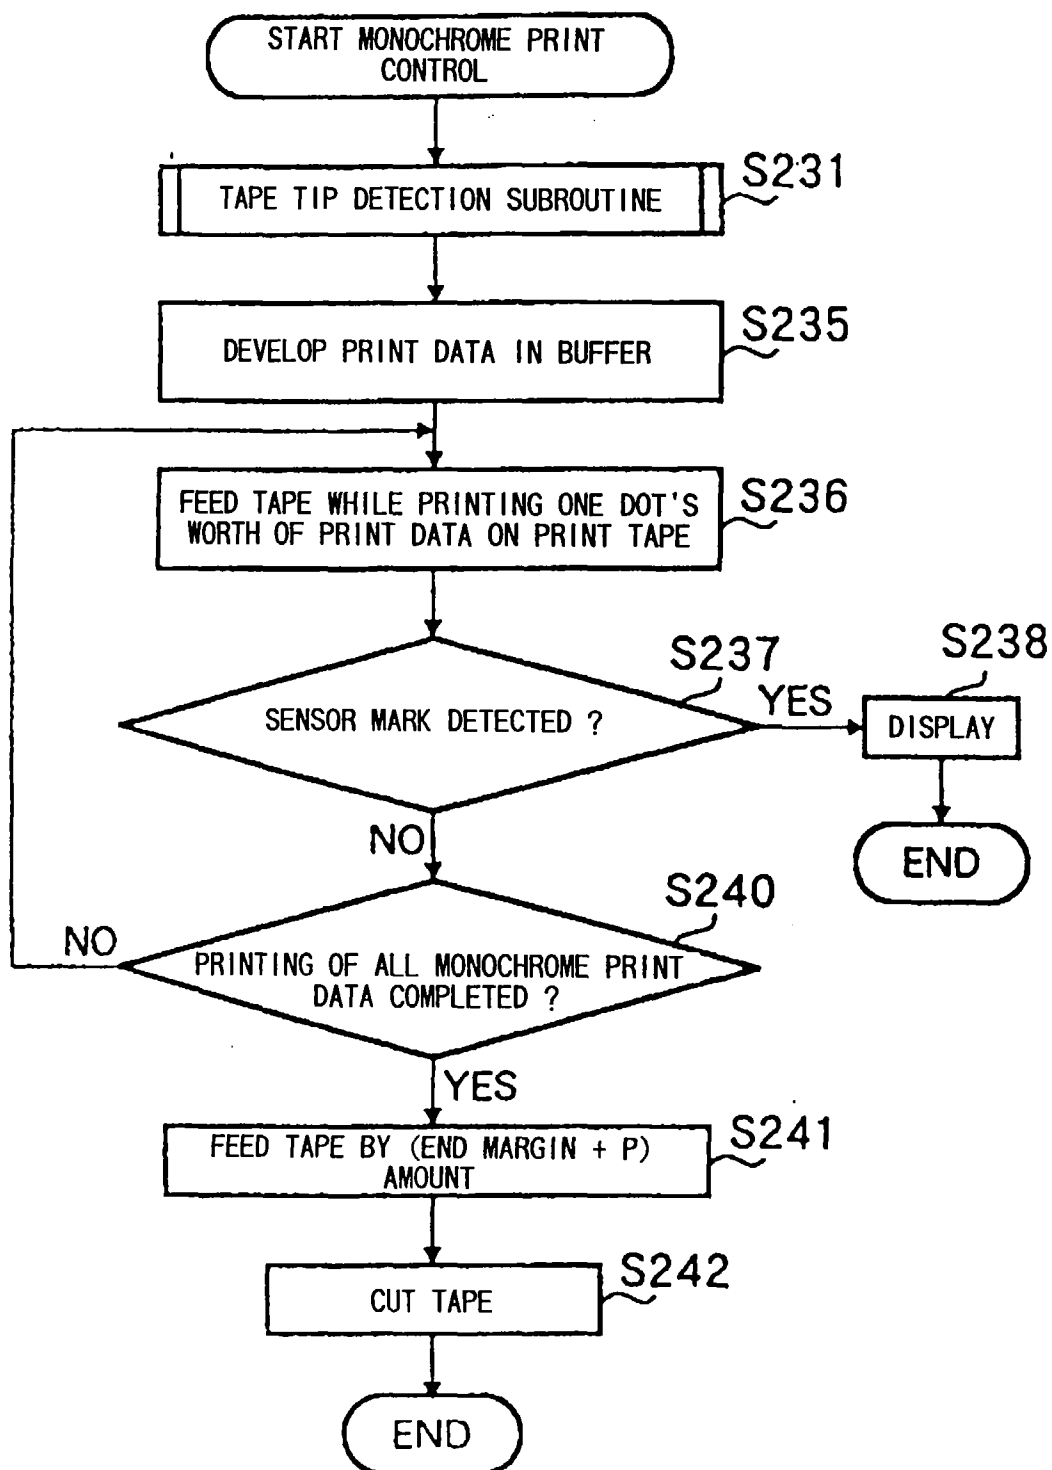 START MONOCHROME PRINT
CONTROL
S231
TAPE TIP DETECTION SUBROUTINE
S235
DEVELOP PRINT DATA IN BUFFER
S236
FEED TAPE WHILE PRINTING ONE DOT'S
WORTH OF PRINT DATA ON PRINT TAPE
S237
SENSOR MARK DETECTED ?
YES
S238
DISPLAY
END
NO
S240
NO
PRINTING OF ALL MONOCHROME PRINT
DATA COMPLETED ?
YES
S241
FEED TAPE BY (END MARGIN + P)
AMOUNT
S242
CUT TAPE
END